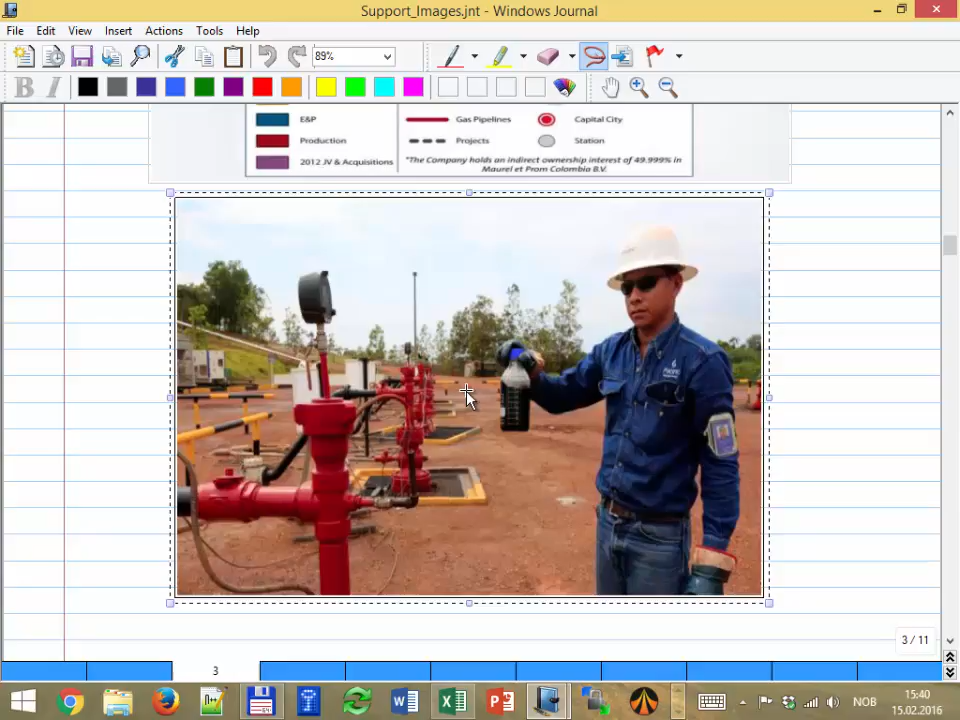 Support_Images.jnt - Windows Journal
File Edit View Insert Actions Tools Help
89%
B I
E&P Gas Pipelines Capital City
Production Projects Station
2012 JV & Acquisitions "The Company holds an indirect ownership interest of 49.999% in
Maurel et Prom Colombia B.V.
3 / 11
3
NOB
15:40
15.02.2016